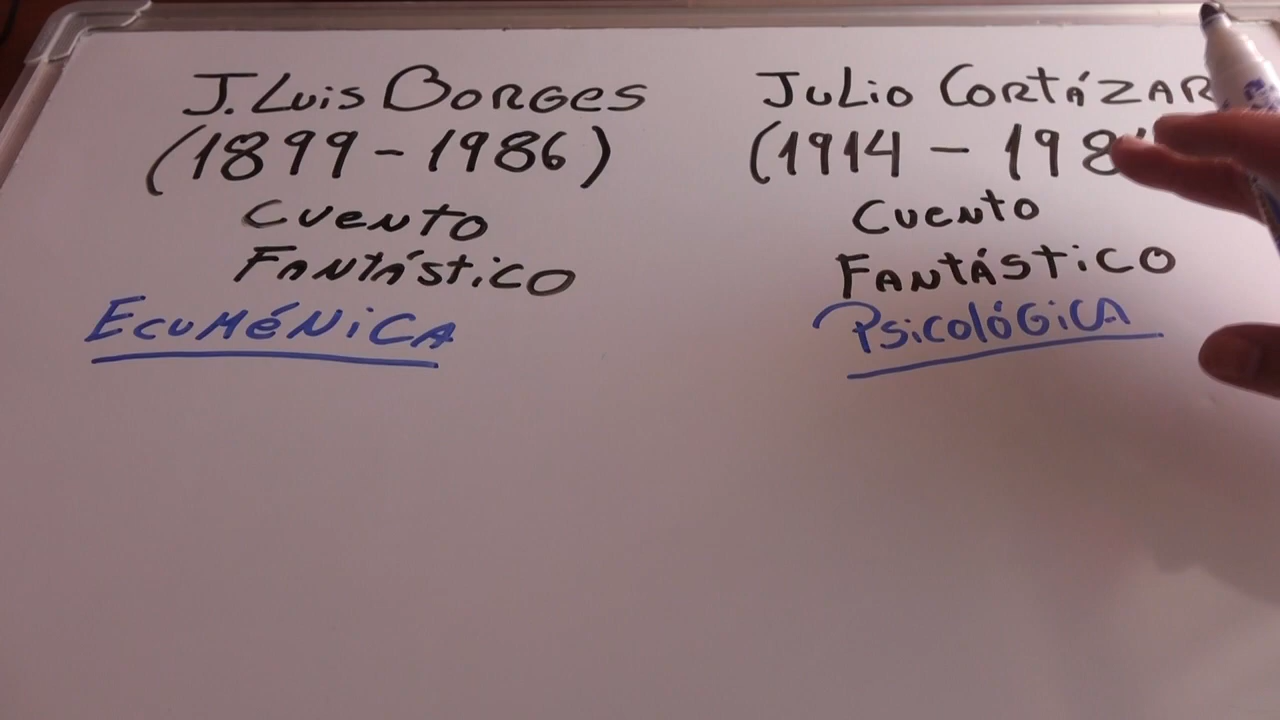 J. Luis Borges
(1899-1986)
Cuento
Fantástico
Ecuménica
Julio Cortázar
(1914 - 198
Cuento
Fantástico
Psicológica